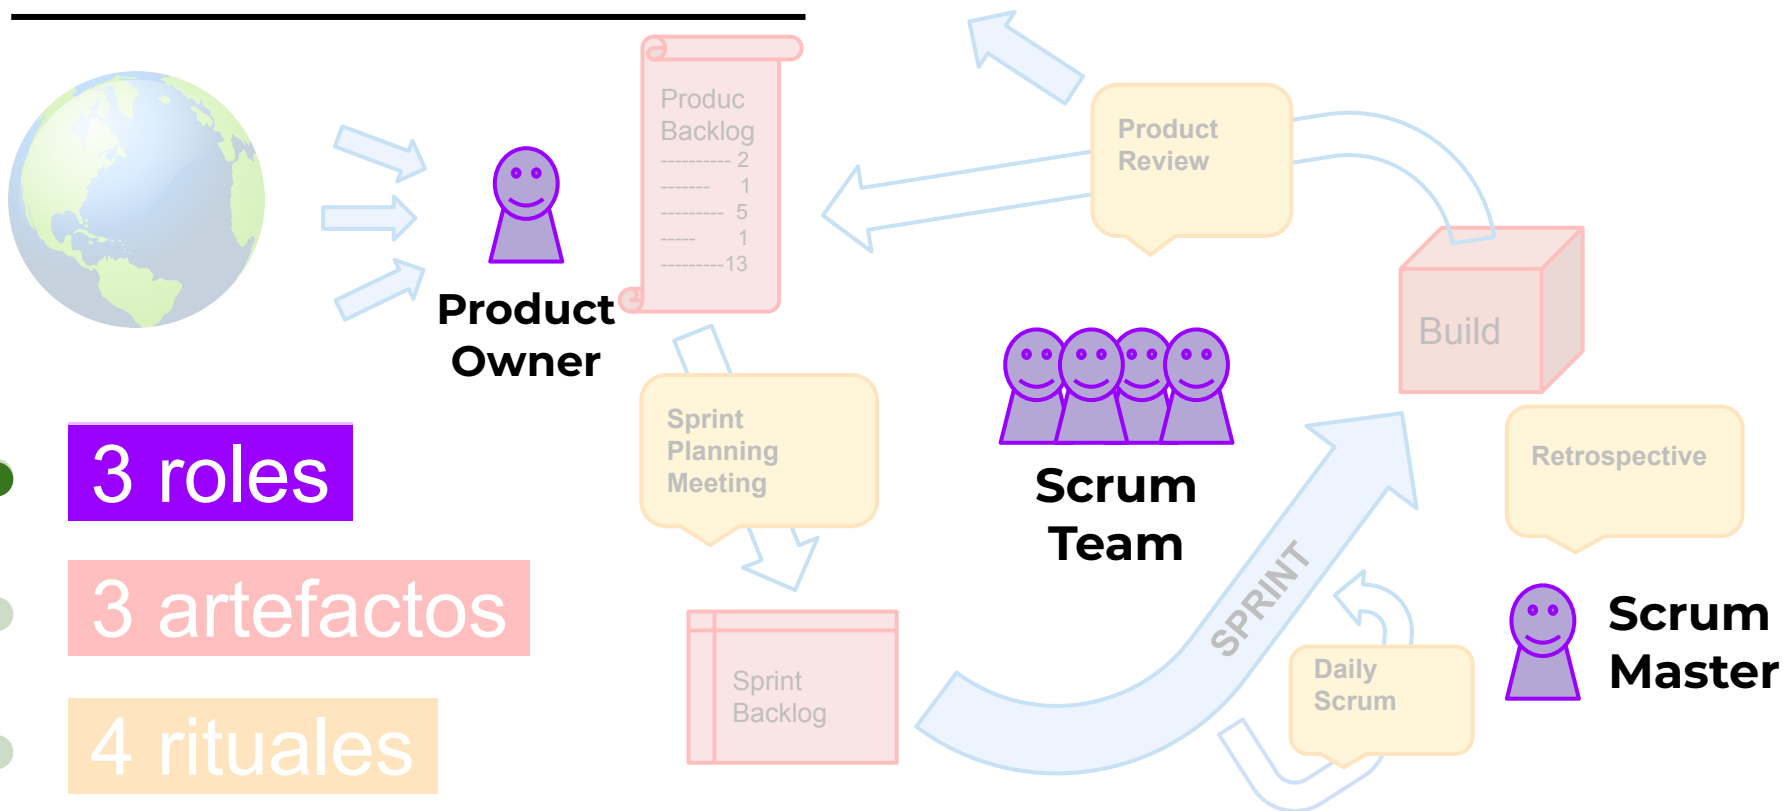 Produc
Backlog
---------- 2
------- 1
--------- 5
----- 1
---------13
Product
Owner
Product
Review
Build
Sprint
Planning
Meeting
Scrum
Team
Retrospective
3 roles
3 artefactos
4 rituales
Sprint
Backlog
SPRINT
Daily
Scrum
Scrum
Master